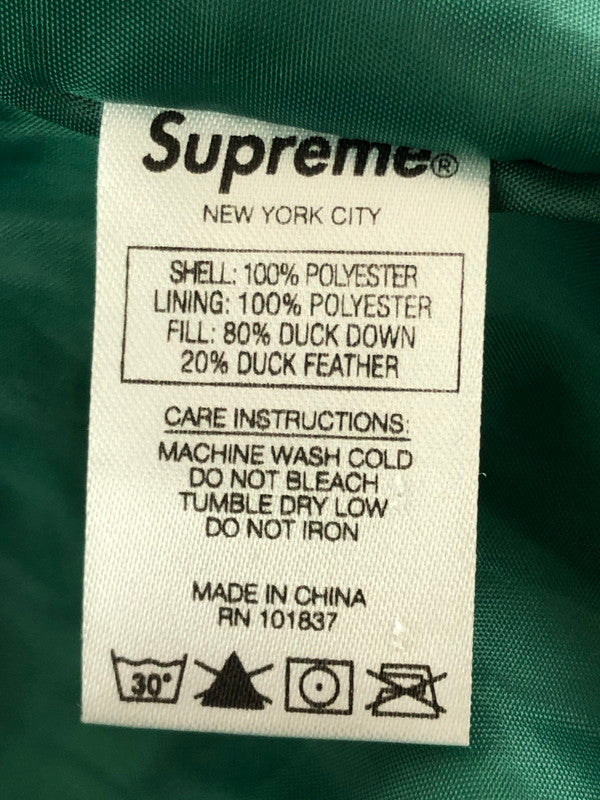 Supreme®
NEW YORK CITY
SHELL: 100% POLYESTER
LINING: 100% POLYESTER
FILL: 80% DUCK DOWN
20% DUCK FEATHER
CARE INSTRUCTIONS:
MACHINE WASH COLD
DO NOT BLEACH
TUMBLE DRY LOW
DO NOT IRON
MADE IN CHINA
RN 101837
30°